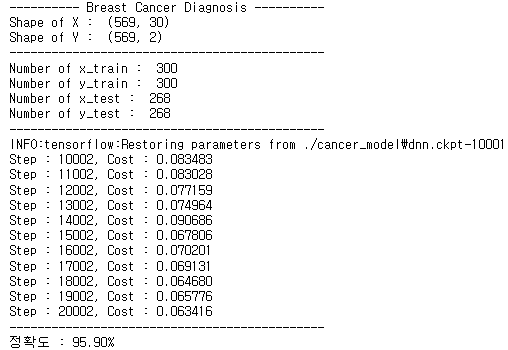 ---------- Breast Cancer Diagnosis ----------
Shape of X :  (569, 30)
Shape of Y :  (569, 2)
---------------------------------------------
Number of x_train :  300
Number of y_train :  300
Number of x_test :  268
Number of y_test :  268
---------------------------------------------
INFO:tensorflow:Restoring parameters from ./cancer_model₩dnn.ckpt-10001
Step : 10002, Cost : 0.083483
Step : 11002, Cost : 0.083028
Step : 12002, Cost : 0.077159
Step : 13002, Cost : 0.074964
Step : 14002, Cost : 0.090686
Step : 15002, Cost : 0.067806
Step : 16002, Cost : 0.070201
Step : 17002, Cost : 0.069131
Step : 18002, Cost : 0.064680
Step : 19002, Cost : 0.065776
Step : 20002, Cost : 0.063416
---------------------------------------------
정확도 : 95.90%